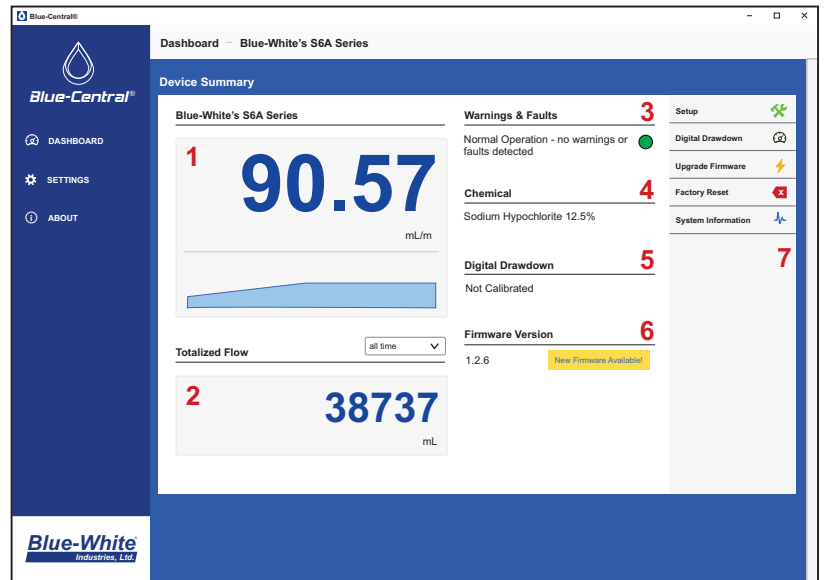 Blue-Central®
Dashboard – Blue-White's S6A Series
Blue-Central®
DASHBOARD
SETTINGS
ABOUT
Blue-White
Industries, Ltd.
Device Summary
Blue-White's S6A Series
1
90.57
mL/m
Totalized Flow
all time
2
38737
mL
Warnings & Faults
3
Normal Operation - no warnings or
faults detected
Chemical
4
Sodium Hypochlorite 12.5%
Digital Drawdown
5
Not Calibrated
Firmware Version
6
1.2.6
New Firmware Available!
Setup
Digital Drawdown
Upgrade Firmware
Factory Reset
x
System Information
7